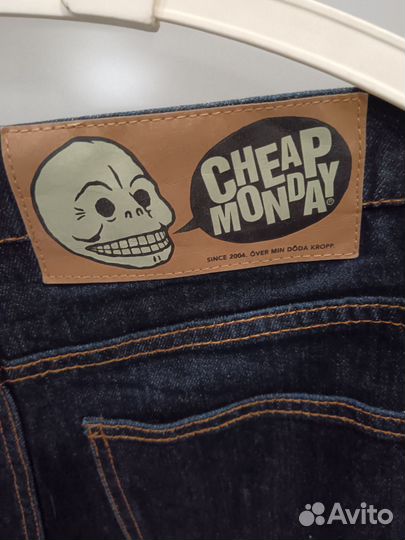 CHEAP
MONDAY®
SINCE 2004. ÖVER MIN DÖDA KROPP.
Avito